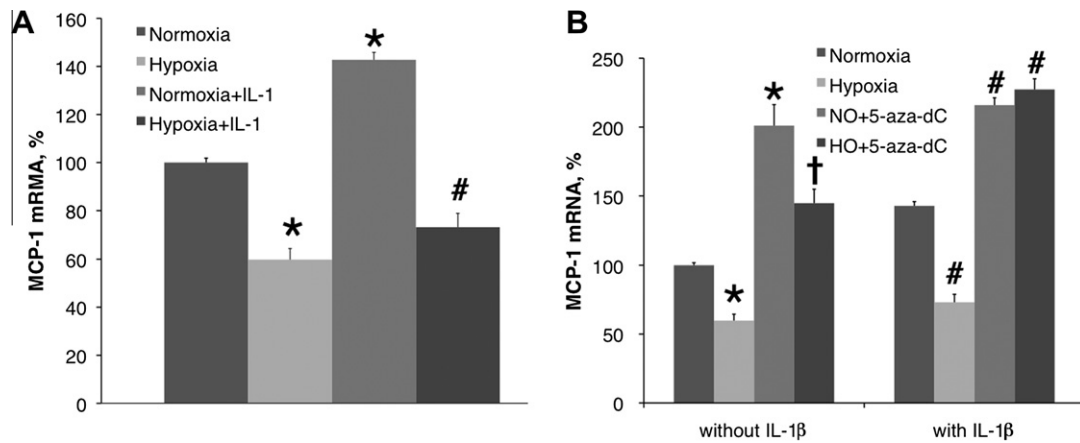 A
160
140
120
100
80
60
40
20
0
MCP-1 mRMA, %
Normoxia
Hypoxia
Normoxia+IL-1
Hypoxia+IL-1
*
*
#
B
250
200
150
100
50
0
MCP-1 mRNA, %
Normoxia
Hypoxia
NO+5-aza-dC
HO+5-aza-dC
*
*
†
#
#
#
without IL-1β
with IL-1β